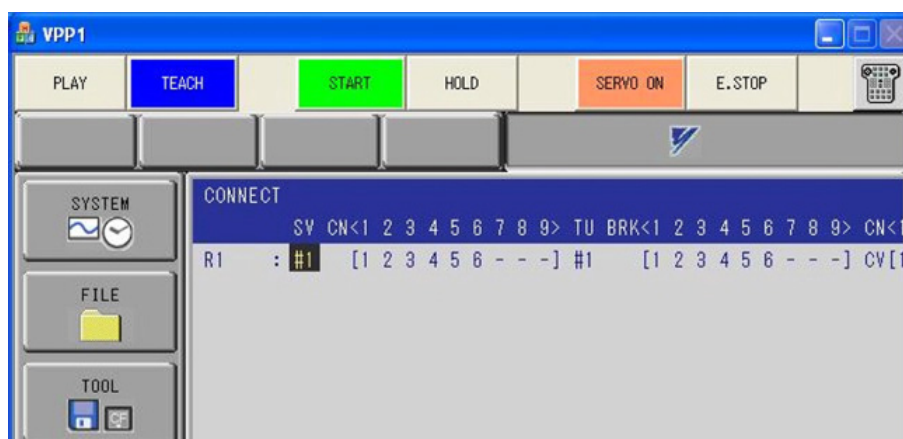 VPP1
PLAY TEACH START HOLD SERVO ON E.STOP
SYSTEM
FILE
TOOL
CF
CONNECT
SV CN<1 2 3 4 5 6 7 8 9> TU BRK<1 2 3 4 5 6 7 8 9> CN<1
R1 : #1 [1 2 3 4 5 6 - - -] #1 [1 2 3 4 5 6 - - -] CV[1